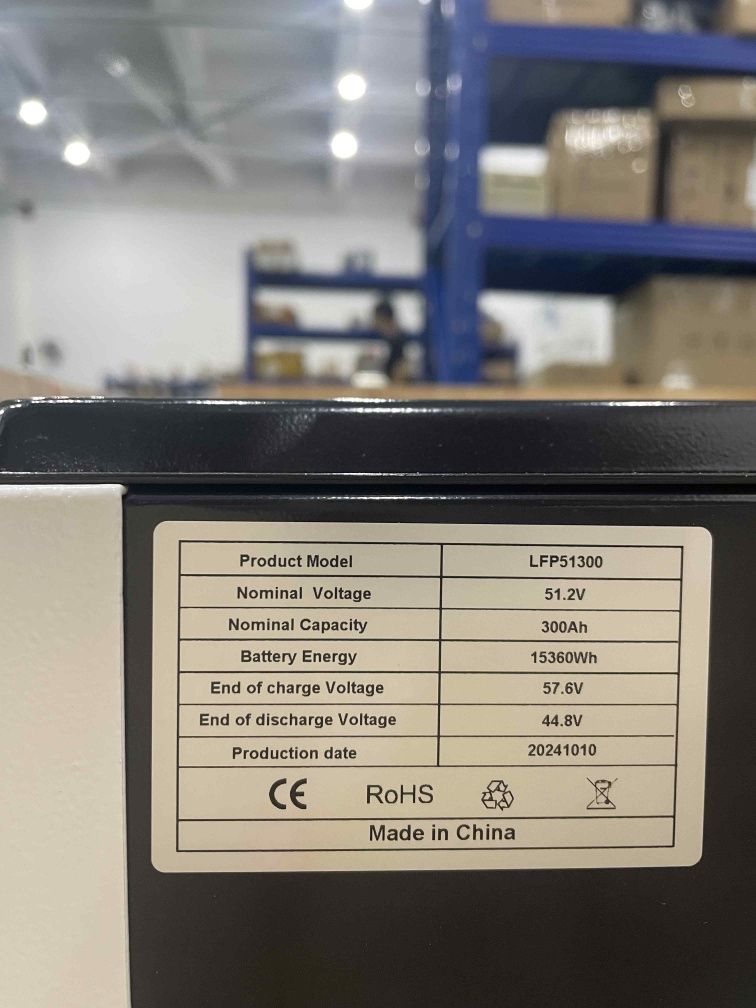 Product Model LFP51300
Nominal Voltage 51.2V
Nominal Capacity 300Ah
Battery Energy 15360Wh
End of charge Voltage 57.6V
End of discharge Voltage 44.8V
Production date 20241010
CE RoHS
Made in China